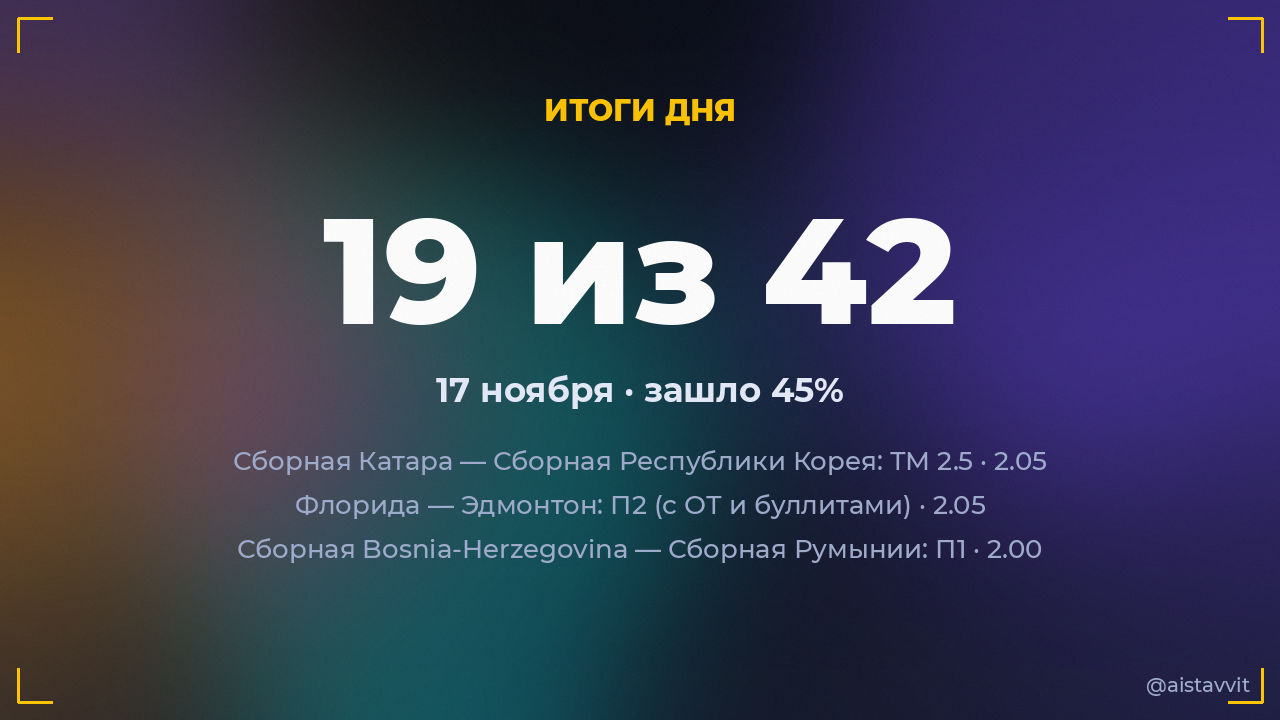 ИТОГИ ДНЯ
19 из 42
17 ноября · зашло 45%
Сборная Катара — Сборная Республики Корея: ТМ 2.5 · 2.05
Флорида — Эдмонтон: П2 (с ОТ и буллитами) · 2.05
Сборная Bosnia-Herzegovina — Сборная Румынии: П1 · 2.00
@aistavvit